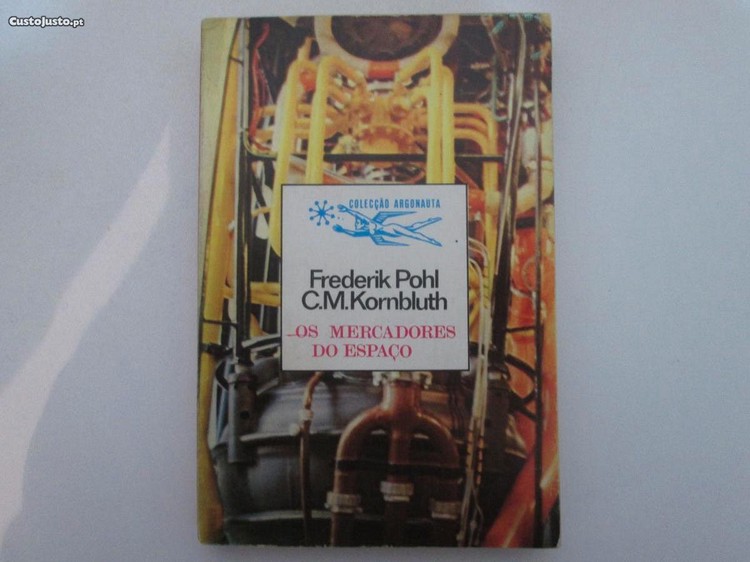 CustoJusto.pt
COLECÇÃO ARGONAUTA
Frederik Pohl
C.M.Kornbluth
OS MERCADORES
DO ESPAÇO